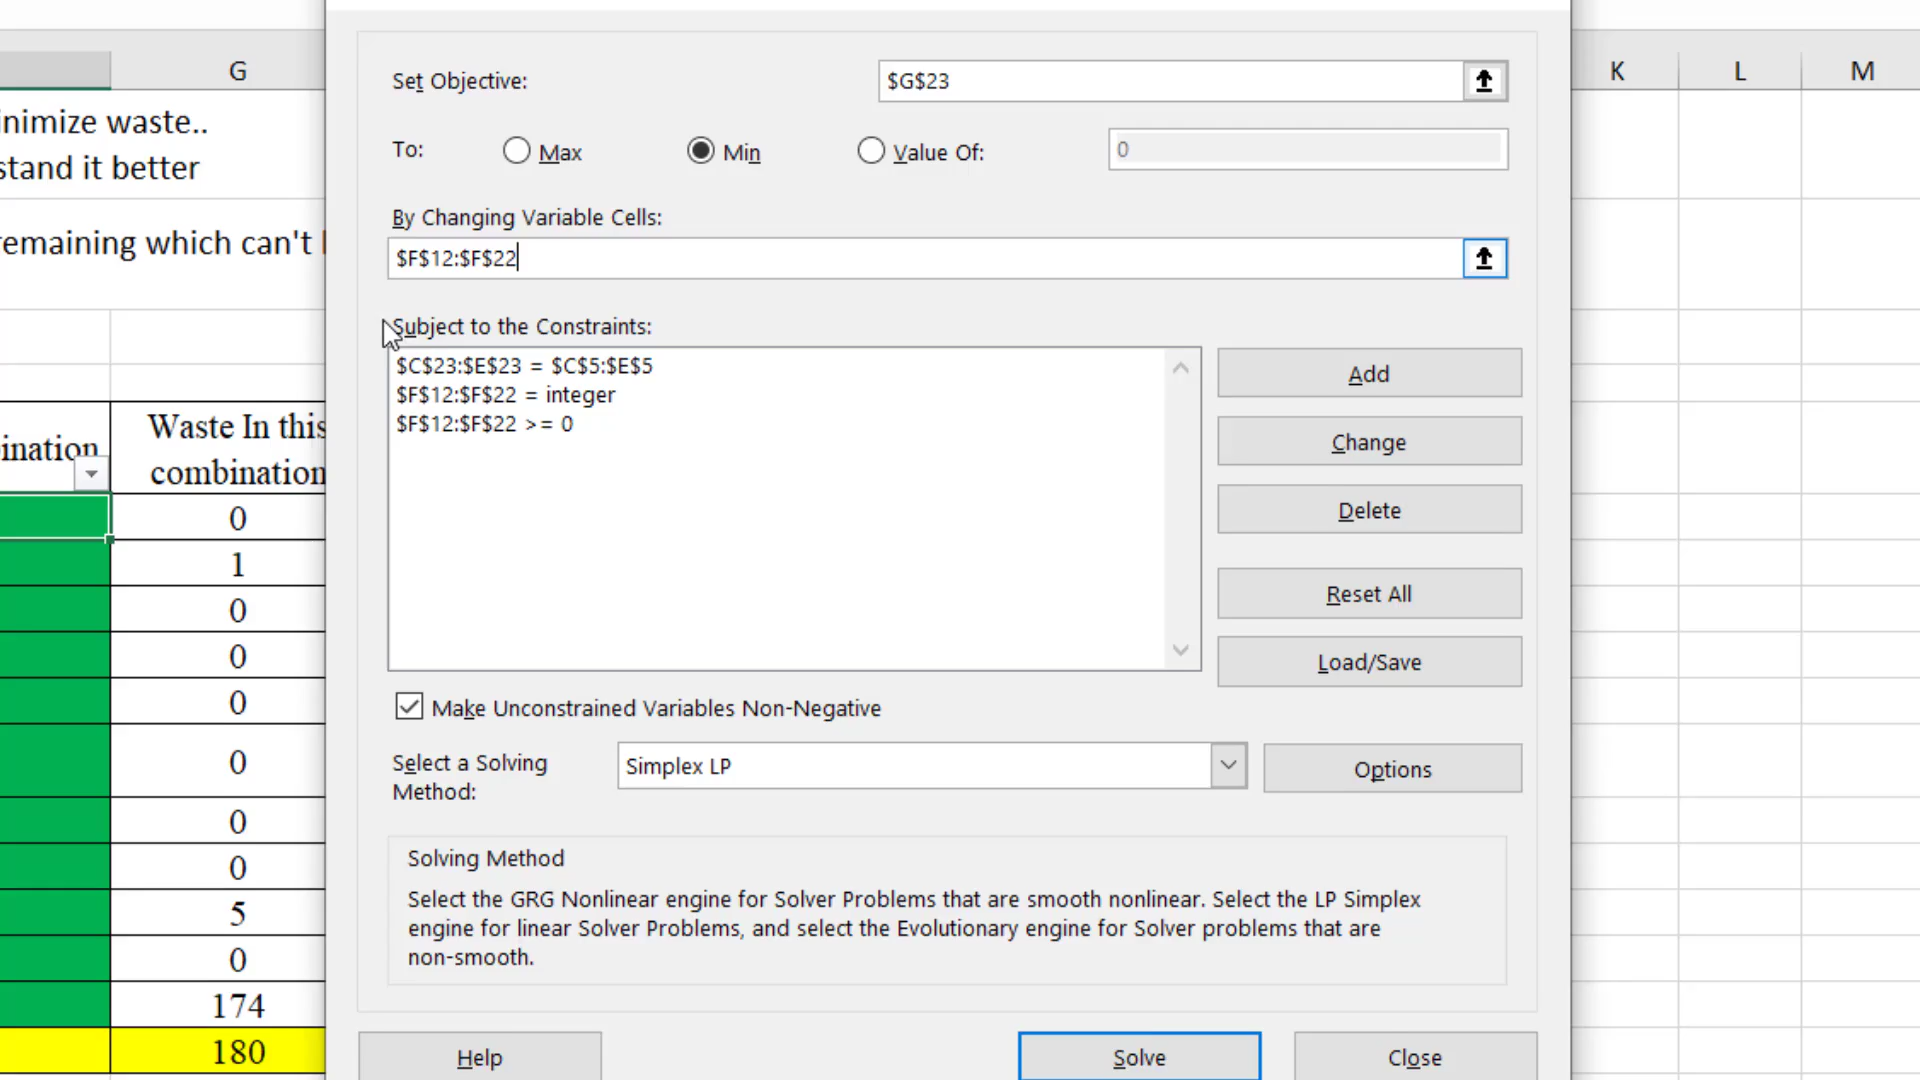 G
K
L
M
nimize waste..
stand it better
remaining which can't
ination
Waste In this
combination
0
1
0
0
0
0
0
0
5
0
174
180
Set Objective:
$G$23
To:
Max
Min
Value Of:
0
By Changing Variable Cells:
$F$12:$F$22
Subject to the Constraints:
$C$23:$E$23 = $C$5:$E$5
$F$12:$F$22 = integer
$F$12:$F$22 >= 0
Add
Change
Delete
Reset All
Load/Save
Make Unconstrained Variables Non-Negative
Select a Solving
Method:
Simplex LP
Options
Solving Method
Select the GRG Nonlinear engine for Solver Problems that are smooth nonlinear. Select the LP Simplex
engine for linear Solver Problems, and select the Evolutionary engine for Solver problems that are
non-smooth.
Help
Solve
Close